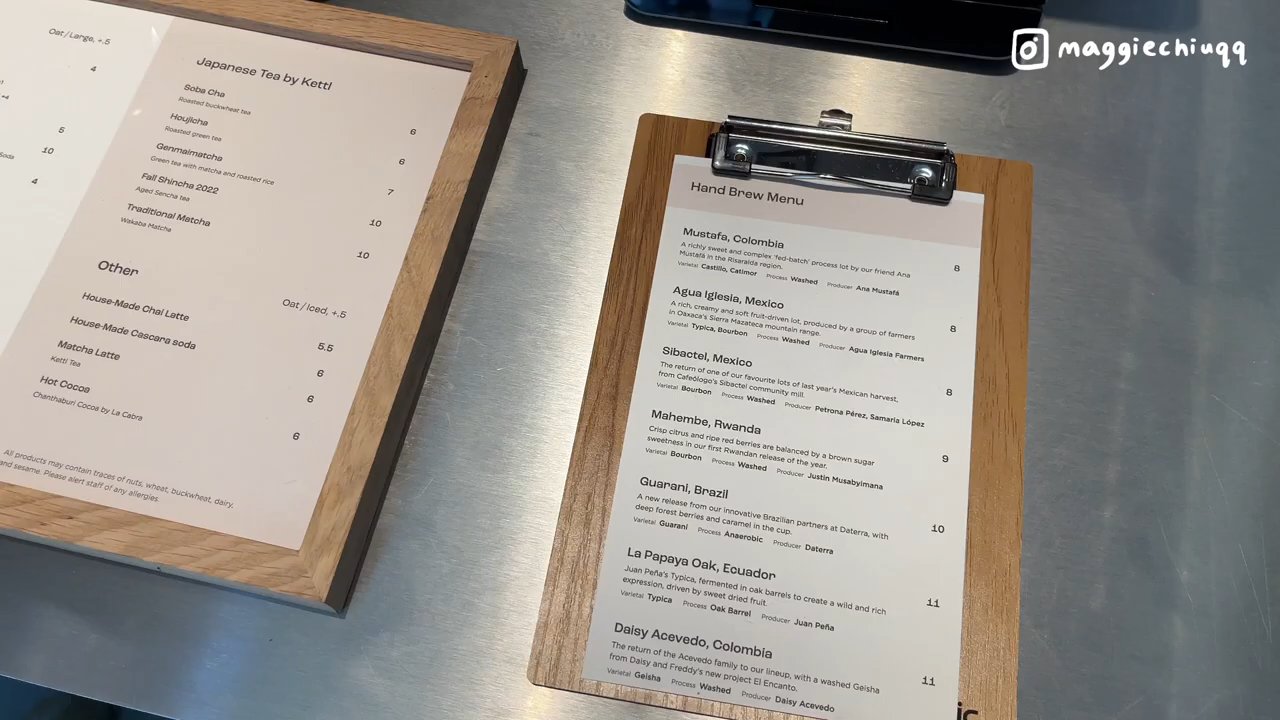 maggiechiuqq
Oat / Large, +.5
4
+4
5
10
Soda
4
Japanese Tea by Kettl
Soba Cha
Roasted buckwheat tea
6
Houjicha
Roasted green tea
6
Genmaimatcha
Green tea with matcha and roasted rice
7
Fall Shincha 2022
Aged Sencha tea
10
Traditional Matcha
Wakaba Matcha
10
Other
Oat / Iced, +.5
House-Made Chai Latte
5.5
House-Made Cascara soda
6
Matcha Latte
Kettl Tea
6
Hot Cocoa
Chanthaburi Cocoa by La Cabra
6
All products may contain traces of nuts, wheat, buckwheat, dairy,
and sesame. Please alert staff of any allergies.
Hand Brew Menu
Mustafa, Colombia
A richly sweet and complex 'fed-batch' process lot by our friend Ana
Mustafá in the Risaralda region.
8
Varietal Castillo, Catimor Process Washed Producer Ana Mustafá
Agua Iglesia, Mexico
A rich, creamy and soft fruit-driven lot, produced by a group of farmers
in Oaxaca's Sierra Mazateca mountain range.
8
Varietal Typica, Bourbon Process Washed Producer Agua Iglesia Farmers
Sibactel, Mexico
The return of one of our favourite lots of last year's Mexican harvest,
from Cafeólogo's Sibactel community mill.
8
Varietal Bourbon Process Washed Producer Petrona Pérez, Samaria López
Mahembe, Rwanda
Crisp citrus and ripe red berries are balanced by a brown sugar
sweetness in our first Rwandan release of the year.
9
Varietal Bourbon Process Washed Producer Justin Musabyimana
Guarani, Brazil
A new release from our innovative Brazilian partners at Daterra, with
deep forest berries and caramel in the cup.
10
Varietal Guarani Process Anaerobic Producer Daterra
La Papaya Oak, Ecuador
Juan Peña's Typica, fermented in oak barrels to create a wild and rich
expression, driven by sweet dried fruit.
11
Varietal Typica Process Oak Barrel Producer Juan Peña
Daisy Acevedo, Colombia
The return of the Acevedo family to our lineup, with a washed Geisha
from Daisy and Freddy's new project El Encanto.
11
Varietal Geisha Process Washed Producer Daisy Acevedo